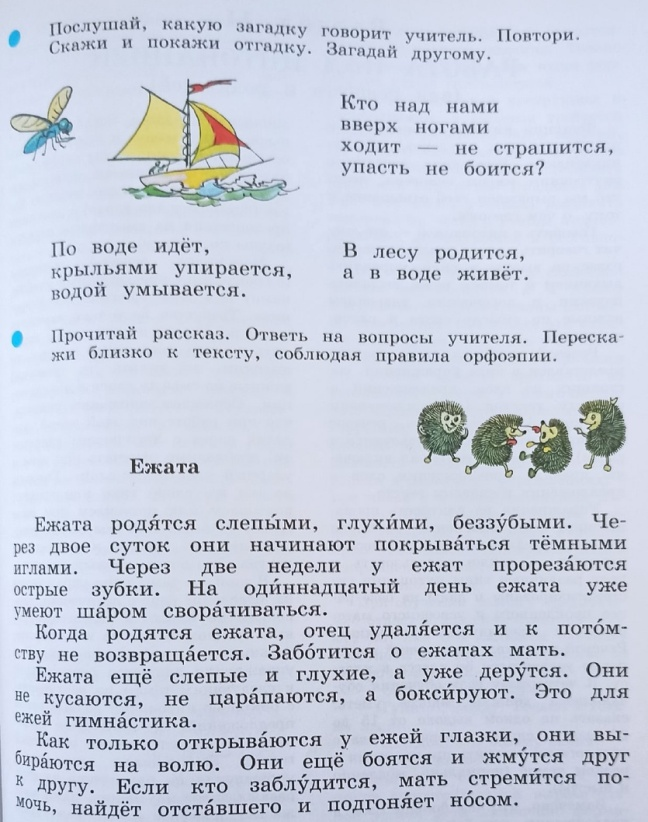 Послушай, какую загадку говорит учитель. Повтори.
Скажи и покажи отгадку. Загадай другому.
Кто над нами
вверх ногами
ходит — не страшится,
упасть не боится?
По воде идёт,
крыльями упирается,
водой умывается.
В лесу родится,
а в воде живёт.
Прочитай рассказ. Ответь на вопросы учителя. Переска-
жи близко к тексту, соблюдая правила орфоэпии.
Ежата
Ежата родя́тся слепы́ми, глухи́ми, беззу́быми. Че-
рез двое суток они начинают покрыва́ться тёмными
иглами. Через две недели у ежат прореза́ются
острые зубки. На оди́ннадцатый день ежата уже
умеют ша́ром свора́чиваться.
Когда родятся ежата, отец удаля́ется и к пото́м-
ству не возвраща́ется. Забо́тится о ежатах мать.
Ежата ещё слепые и глухие, а уже деру́тся. Они
не кусаются, не цара́паются, а бокси́руют. Это для
ежей гимна́стика.
Как только открыва́ются у ежей глазки, они вы-
бира́ются на волю. Они ещё боятся и жму́тся друг
к другу. Если кто заблу́дится, мать стреми́тся по-
мочь, найдёт отста́вшего и подгоня́ет но́сом.